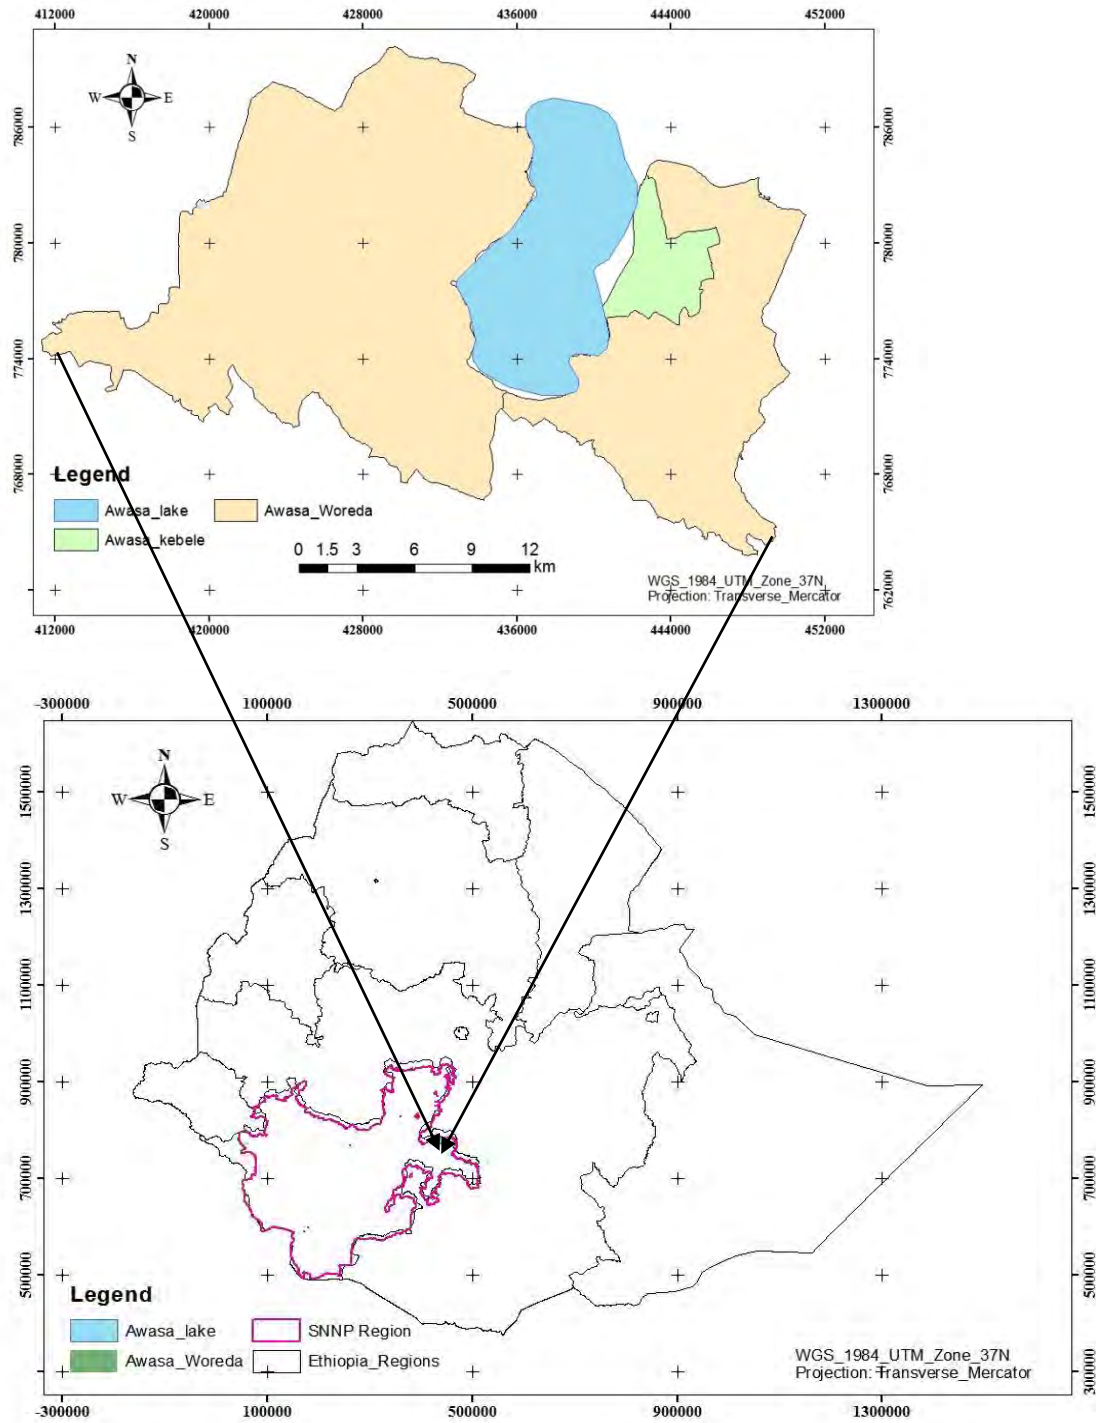 412000 420000 428000 436000 444000 452000
N
W E
S
786000 786000
780000 780000
774000 774000
768000 768000
762000
Legend
Awasa_lake Awasa_Woreda
Awasa_kebele
0 1.5 3 6 9 12
km
WGS_1984_UTM_Zone_37N
Projection: Transverse_Mercator
412000 420000 428000 436000 444000 452000
-300000 100000 500000 900000 1300000
N
W E
S
1500000 1500000
1300000 1300000
1100000 1100000
900000 900000
700000 700000
500000 500000
300000
Legend
Awasa_lake SNNP Region
Awasa_Woreda Ethiopia_Regions
WGS_1984_UTM_Zone_37N
Projection: Transverse_Mercator
-300000 100000 500000 900000 1300000